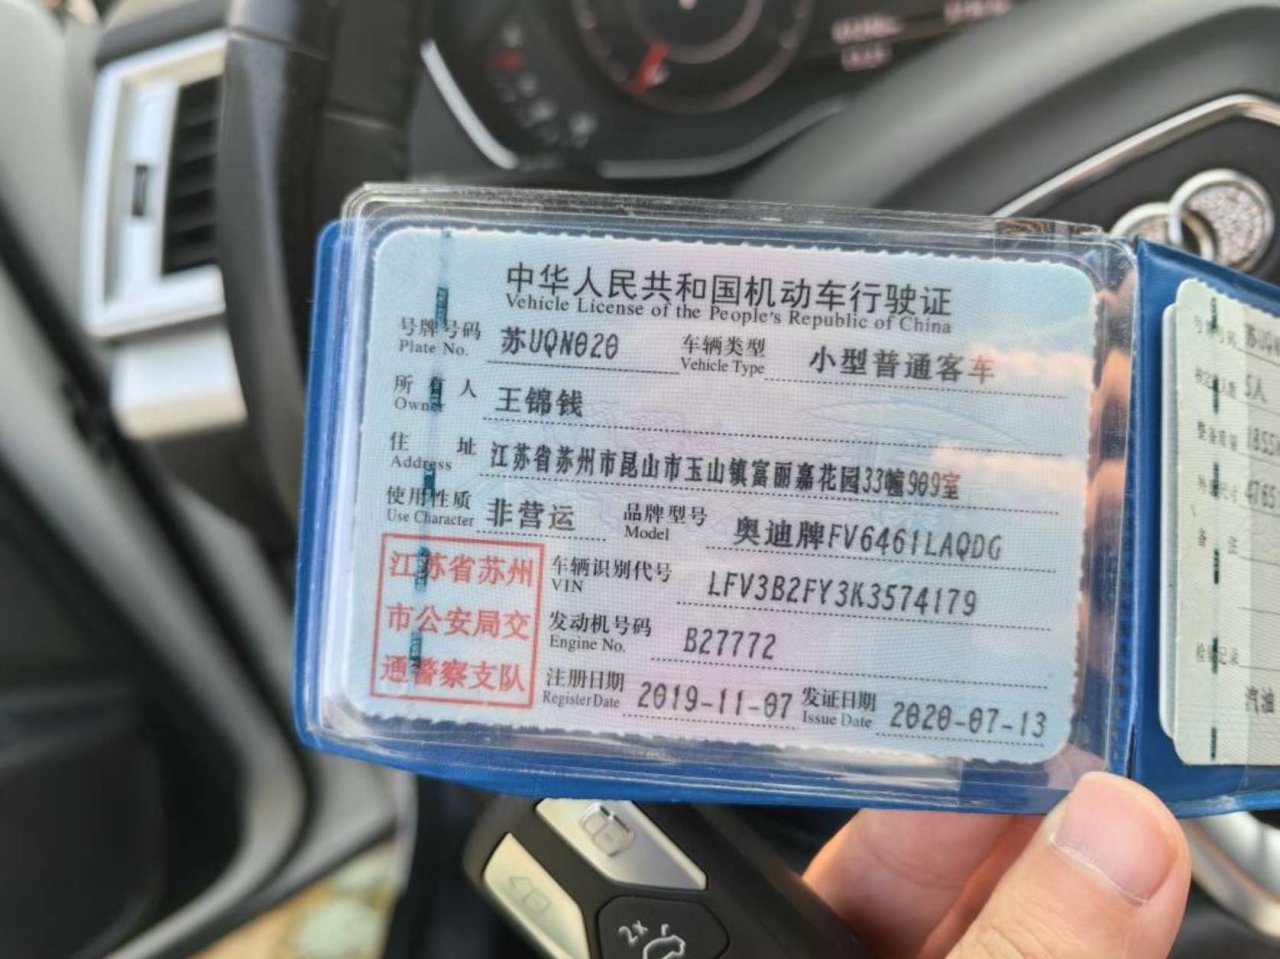 中华人民共和国机动车行驶证
Vehicle License of the People's Republic of China
号牌号码 苏UQN020 车辆类型 小型普通客车
Plate No. Vehicle Type
所有人 王锦钱
Owner
住址 江苏省苏州市昆山市玉山镇富丽嘉花园33幢909室
Address
使用性质 非营运 品牌型号 奥迪牌FV6461LAQDG
Use Character Model
江苏省苏州
市公安局交
通警察支队
车辆识别代号 LFV3B2FY3K3574179
VIN
发动机号码 B27772
Engine No.
注册日期 2019-11-07 发证日期 2020-07-13
Register Date Issue Date
5人
4765
汽油
2x